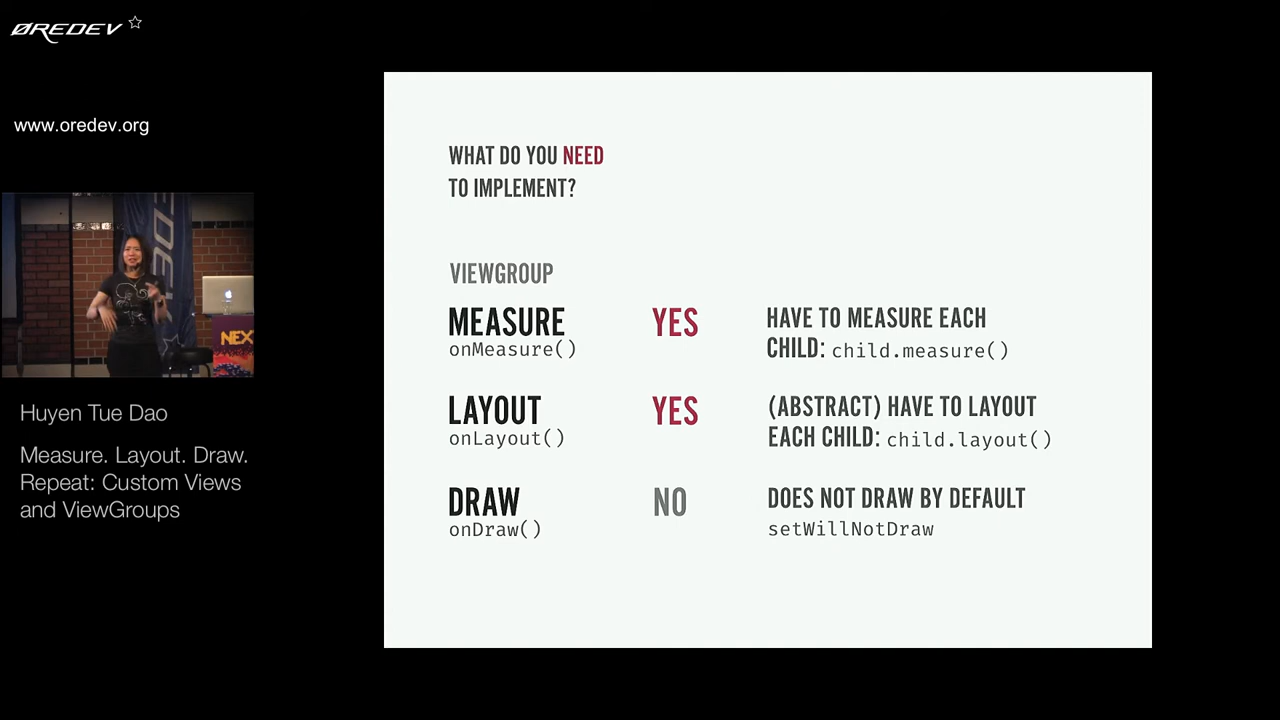 ØREDEV
www.oredev.org
WHAT DO YOU NEED
TO IMPLEMENT?
VIEWGROUP
MEASURE YES HAVE TO MEASURE EACH
onMeasure() CHILD: child.measure()
LAYOUT YES (ABSTRACT) HAVE TO LAYOUT
onLayout() EACH CHILD: child.layout()
DRAW NO DOES NOT DRAW BY DEFAULT
onDraw() setWillNotDraw
NEX
Huyen Tue Dao
Measure. Layout. Draw.
Repeat: Custom Views
and ViewGroups